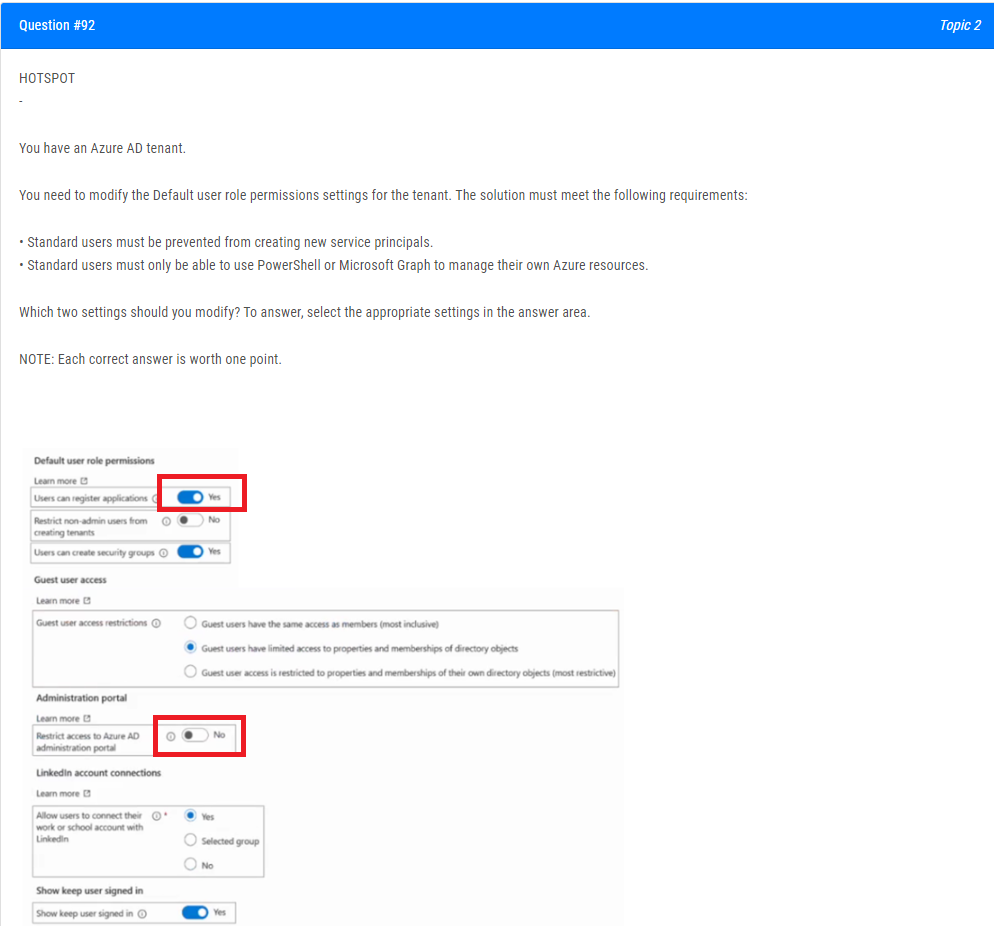 Question #92
Topic 2
HOTSPOT
-
You have an Azure AD tenant.
You need to modify the Default user role permissions settings for the tenant. The solution must meet the following requirements:
• Standard users must be prevented from creating new service principals.
• Standard users must only be able to use PowerShell or Microsoft Graph to manage their own Azure resources.
Which two settings should you modify? To answer, select the appropriate settings in the answer area.
NOTE: Each correct answer is worth one point.
Default user role permissions
Learn more
Users can register applications
Yes
Restrict non-admin users from
creating tenants
No
Users can create security groups
Yes
Guest user access
Learn more
Guest user access restrictions
Guest users have the same access as members (most inclusive)
Guest users have limited access to properties and memberships of directory objects
Guest user access is restricted to properties and memberships of their own directory objects (most restrictive)
Administration portal
Learn more
Restrict access to Azure AD
administration portal
No
LinkedIn account connections
Learn more
Allow users to connect their
work or school account with
LinkedIn
*
Yes
Selected group
No
Show keep user signed in
Show keep user signed in
Yes